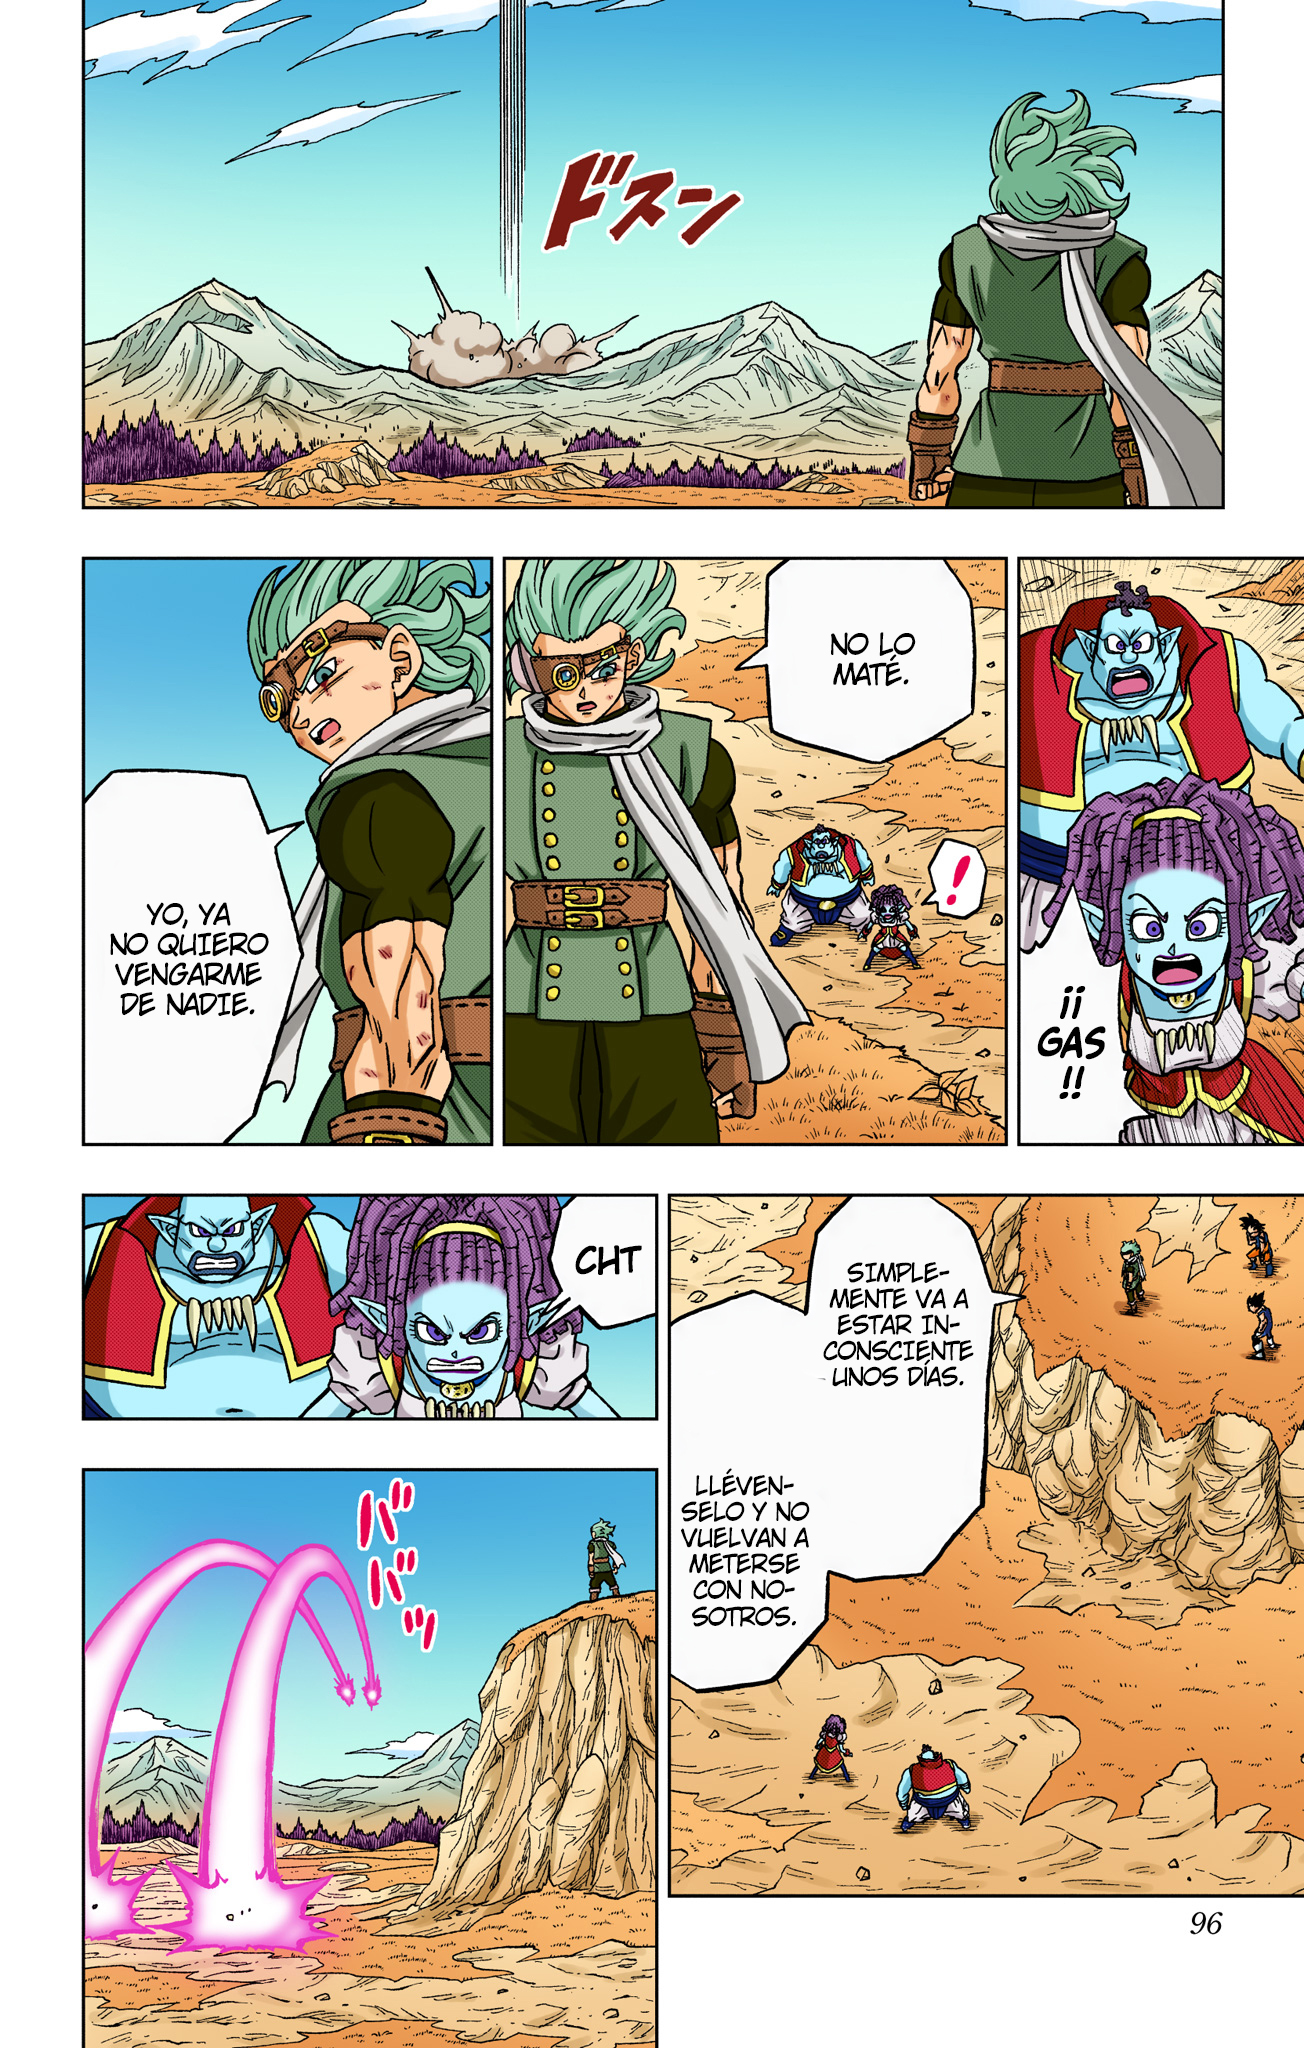 ドスン
¡¡
GAS
!!
NO LO
MATÉ.
!
YO, YA
NO QUIERO
VENGARME
DE NADIE.
SIMPLE-
MENTE VA A
ESTAR IN-
CONSCIENTE
UNOS DÍAS.
LLÉVEN-
SELO Y NO
VUELVAN A
METERSE
CON NO-
SOTROS.
CHT
ババッ
96